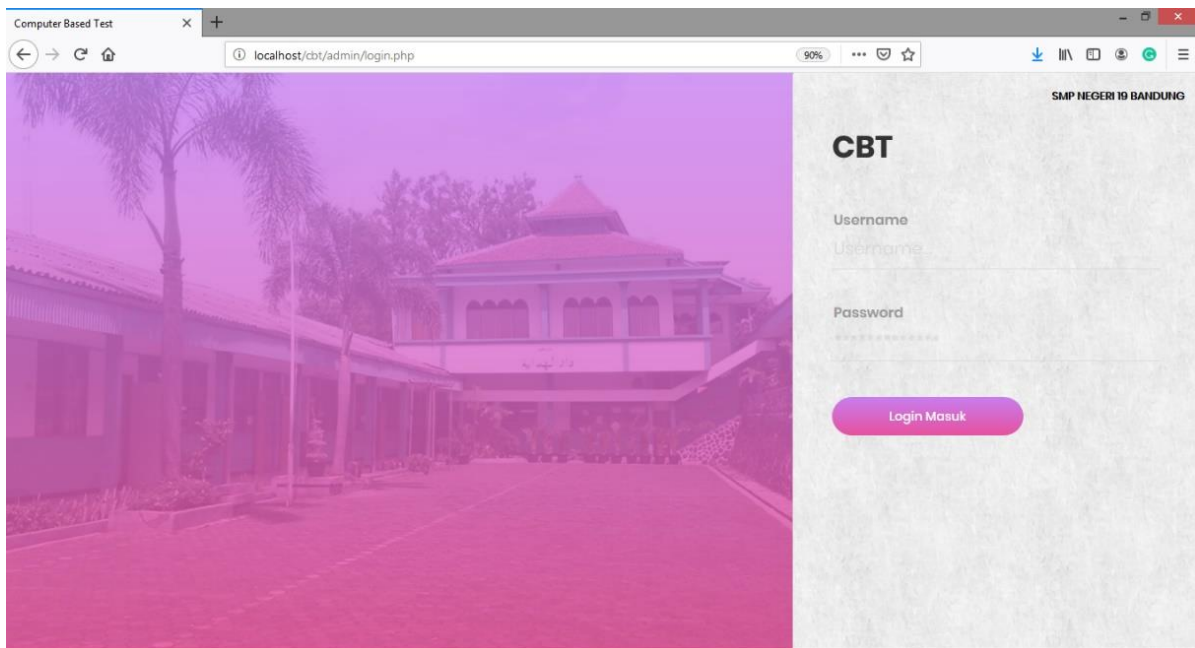 Computer Based Test
localhost/cbt/admin/login.php
90%
SMP NEGERI 19 BANDUNG
CBT
Username
Username
Password
Login Masuk